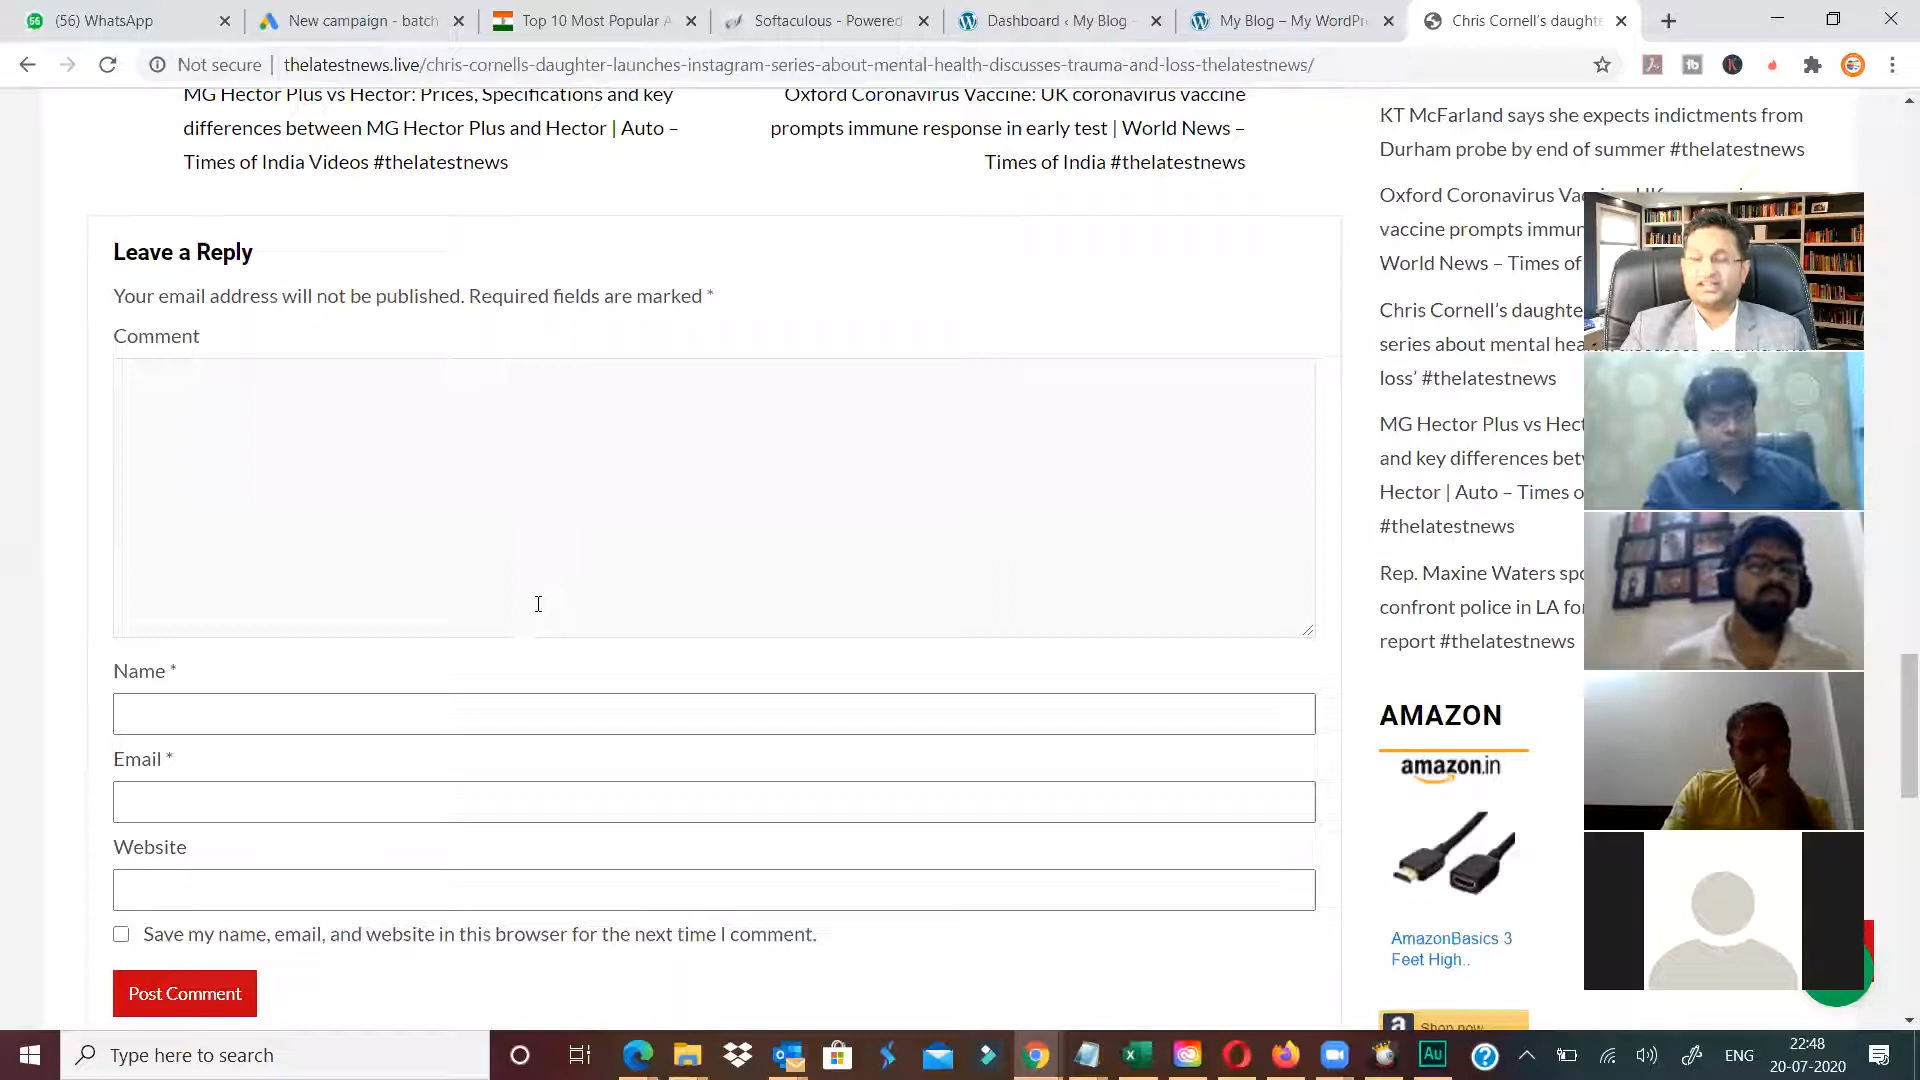 (56) WhatsApp
New campaign - batch
Top 10 Most Popular A
Softaculous - Powered
Dashboard ‹ My Blog -
My Blog – My WordPr
Chris Cornell's daughte
Not secure
thelatestnews.live/chris-cornells-daughter-launches-instagram-series-about-mental-health-discusses-trauma-and-loss-thelatestnews/
MG Hector Plus vs Hector: Prices, Specifications and key
differences between MG Hector Plus and Hector | Auto –
Times of India Videos #thelatestnews
Oxford Coronavirus Vaccine: UK coronavirus vaccine
prompts immune response in early test | World News –
Times of India #thelatestnews
Leave a Reply
Your email address will not be published. Required fields are marked *
Comment
Name *
Email *
Website
Save my name, email, and website in this browser for the next time I comment.
Post Comment
KT McFarland says she expects indictments from
Durham probe by end of summer #thelatestnews
Oxford Coronavirus
vaccine prompts
World News – Times of
Chris Cornell's
series about mental
loss' #thelatestnews
MG Hector Plus vs
and key differences
Hector | Auto – Times
#thelatestnews
Rep. Maxine Waters
confront police in LA
report #thelatestnews
AMAZON
amazon.in
AmazonBasics 3
Feet High..
Shop now
Type here to search
ENG
22:48
20-07-2020